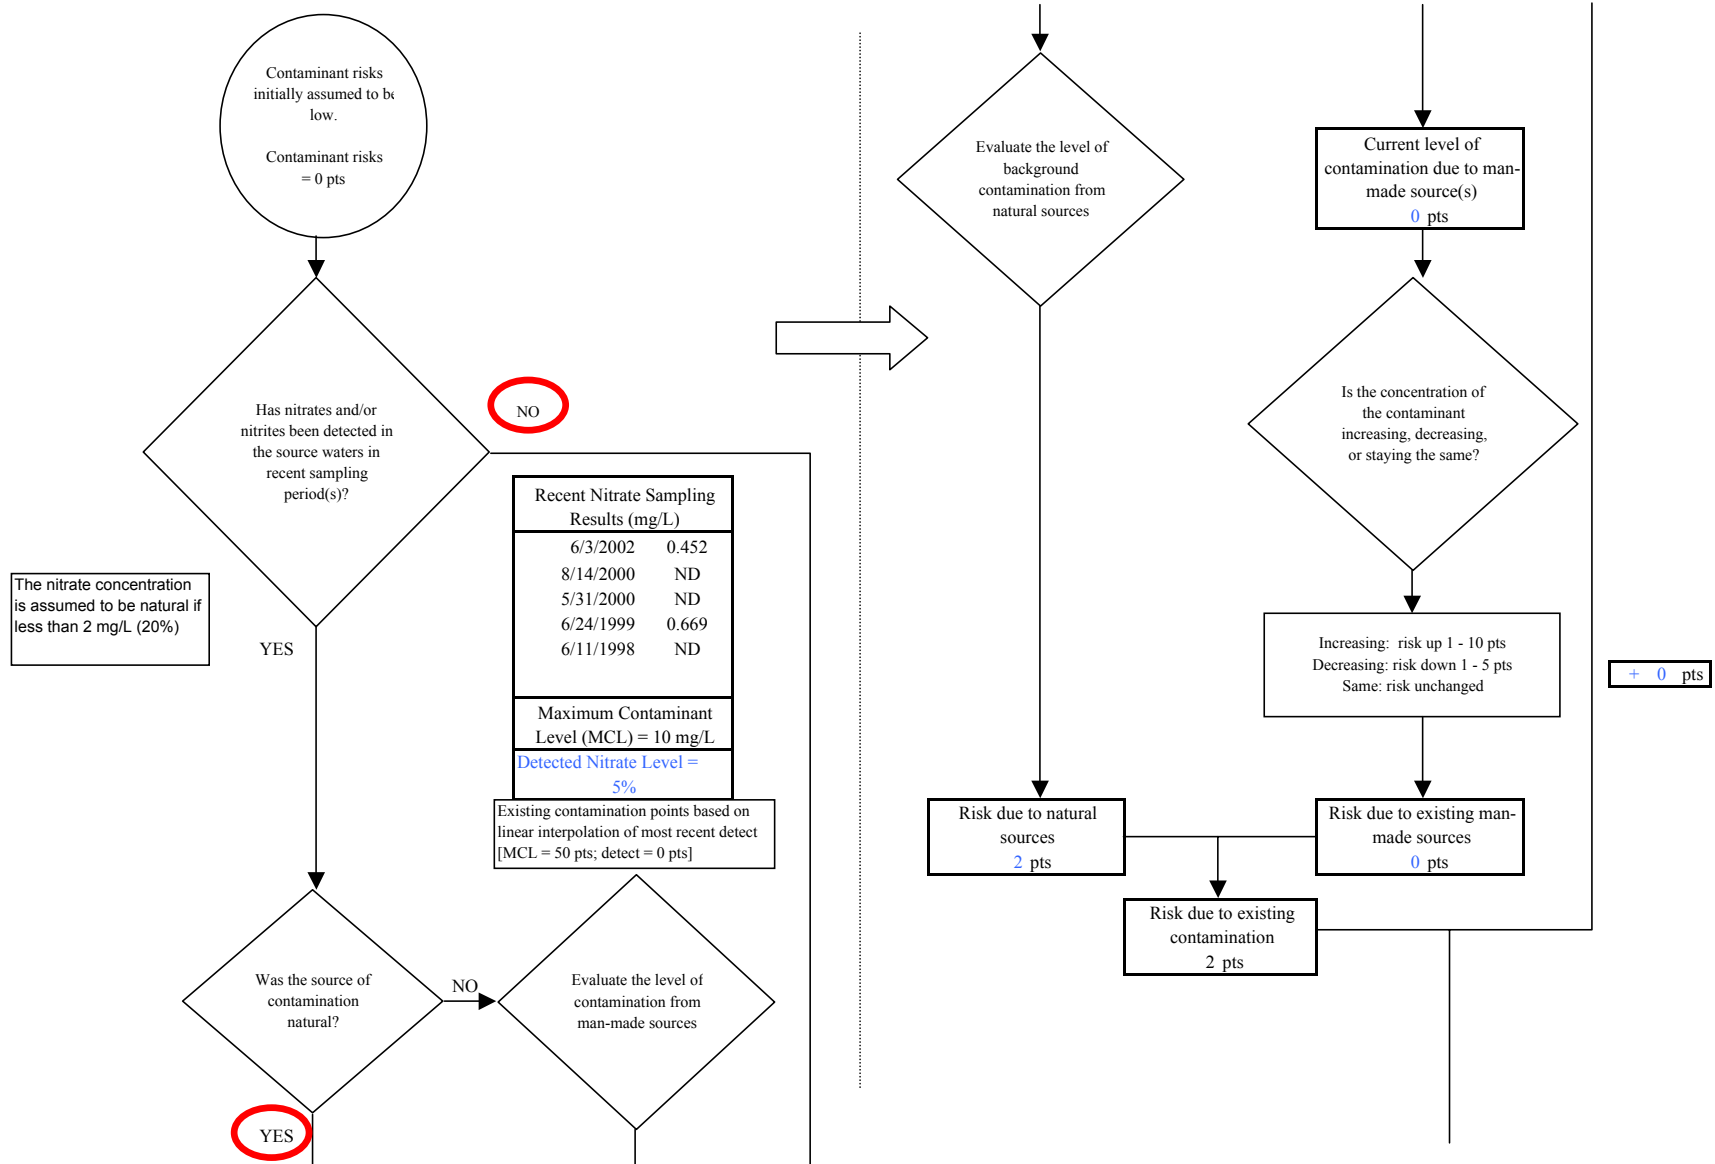 Contaminant risks
initially assumed to be
low.
Contaminant risks
= 0 pts
Has nitrates and/or
nitrites been detected in
the source waters in
recent sampling
period(s)?
NO
Recent Nitrate Sampling
Results (mg/L)
6/3/2002 0.452
8/14/2000 ND
5/31/2000 ND
6/24/1999 0.669
6/11/1998 ND
Maximum Contaminant
Level (MCL) = 10 mg/L
Detected Nitrate Level =
5%
Existing contamination points based on
linear interpolation of most recent detect
[MCL = 50 pts; detect = 0 pts]
The nitrate concentration
is assumed to be natural if
less than 2 mg/L (20%)
YES
Was the source of
contamination
natural?
NO
Evaluate the level of
contamination from
man-made sources
YES
Evaluate the level of
background
contamination from
natural sources
Current level of
contamination due to man-
made source(s)
0 pts
Is the concentration of
the contaminant
increasing, decreasing,
or staying the same?
Increasing: risk up 1 - 10 pts
Decreasing: risk down 1 - 5 pts
Same: risk unchanged
+ 0 pts
Risk due to natural
sources
2 pts
Risk due to existing man-
made sources
0 pts
Risk due to existing
contamination
2 pts